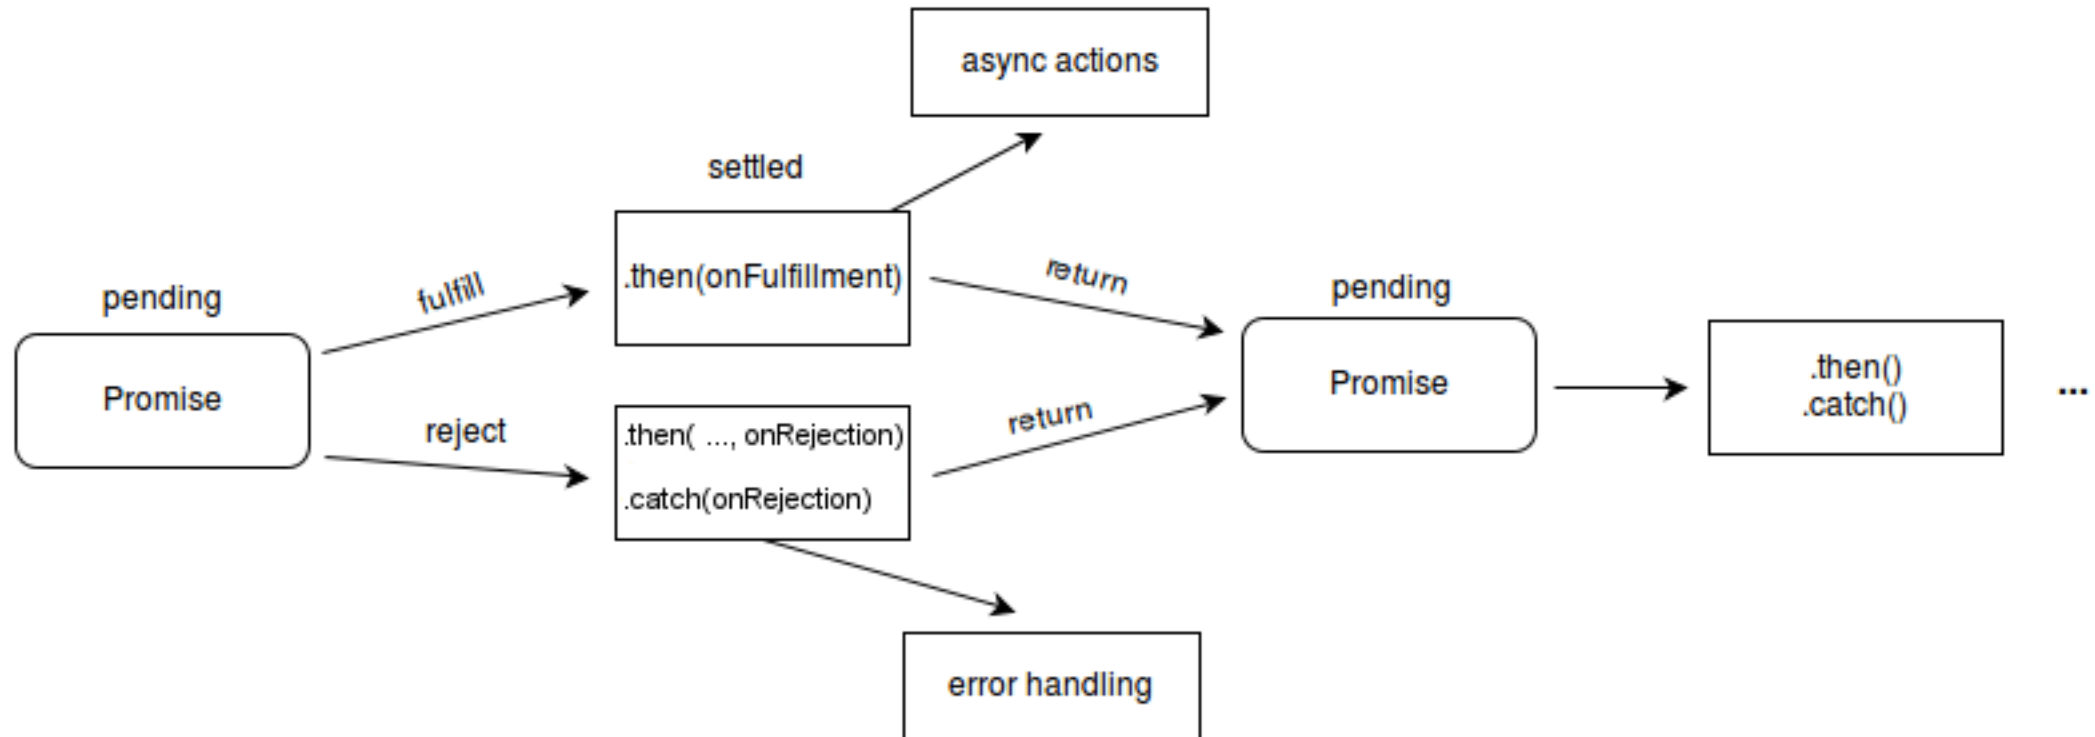 async actions
settled
.then(onFulfillment)
fulfill
return
pending
pending
Promise
Promise
.then()
.catch()
...
reject
return
.then( ..., onRejection)
.catch(onRejection)
error handling